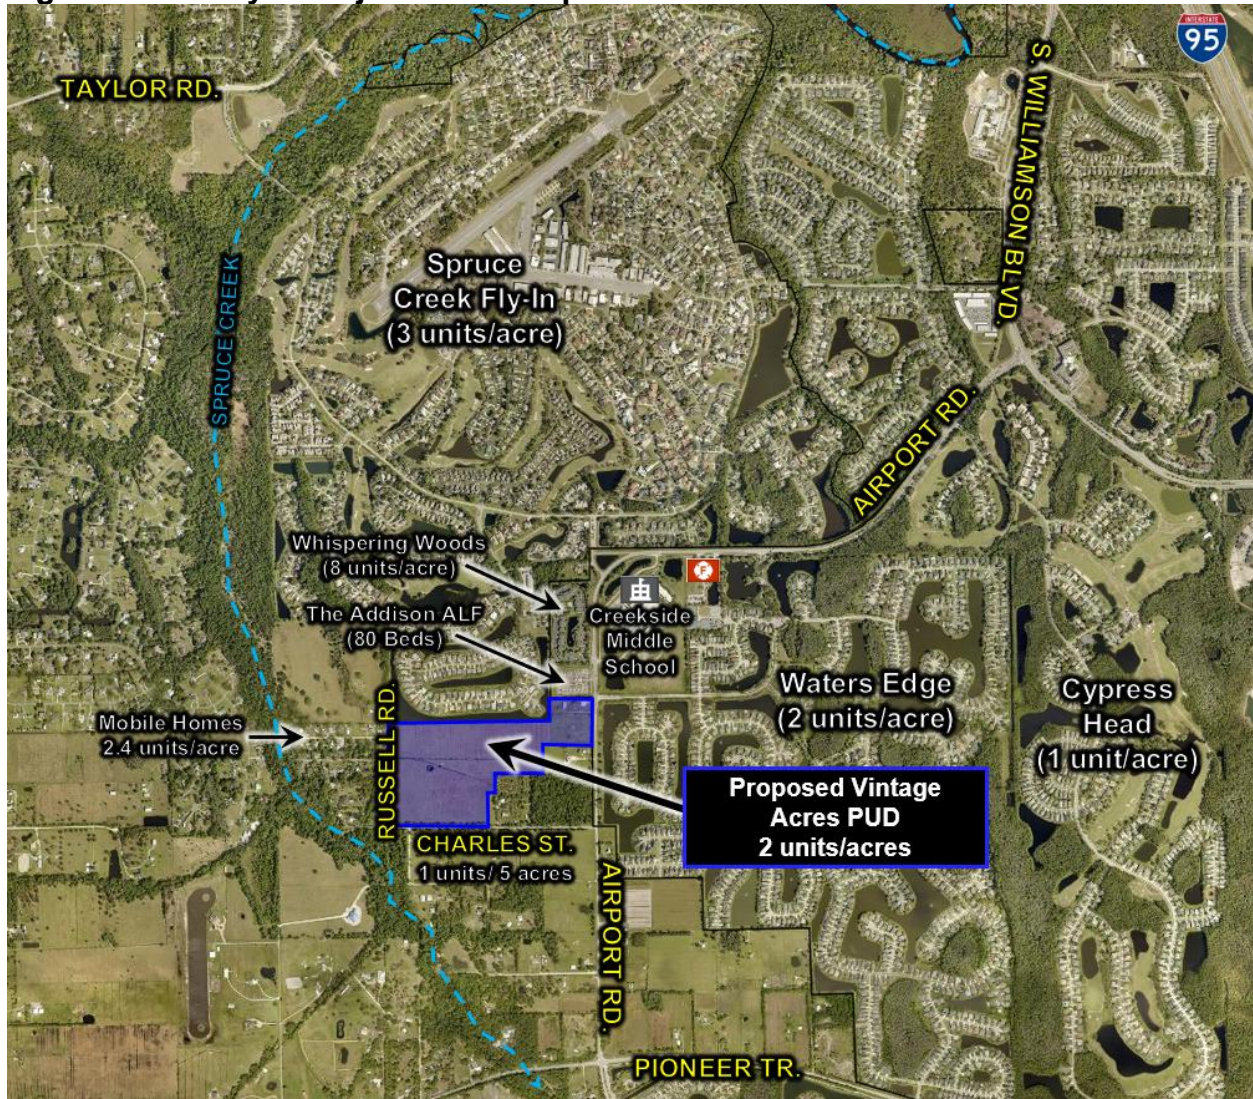 INTERSTATE
95
TAYLOR RD.
S. WILLIAMSON BLVD.
SPRUCE CREEK
Spruce
Creek Fly-In
(3 units/acre)
AIRPORT RD.
Whispering Woods
(8 units/acre)
The Addison ALF
(80 Beds)
F
Creekside
Middle
School
Waters Edge
(2 units/acre)
Cypress
Head
(1 unit/acre)
Mobile Homes
2.4 units/acre
RUSSELL RD.
Proposed Vintage
Acres PUD
2 units/acres
CHARLES ST.
1 units/ 5 acres
AIRPORT RD.
PIONEER TR.